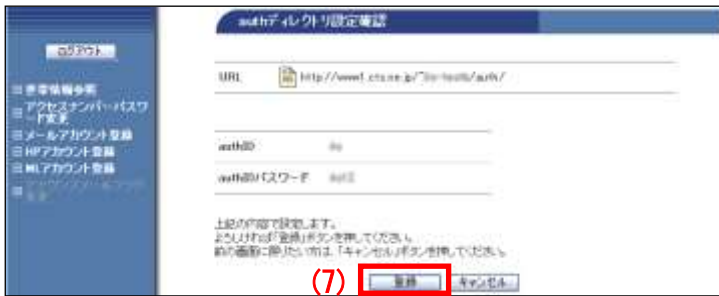 authディレクトリ設定確認
ログアウト
URL http://www1.cts.ne.jp/~
/auth/
アクセスナンバーパスワ
ード変更
メールアカウント登録
HPアカウント登録
MLアカウント登録
authID
authIDパスワード
上記の内容で設定します。
よろしければ「登録」ボタンを押してください。
前の画面に戻りたい方は、「キャンセル」ボタンを押してください。
(7) 登録 キャンセル